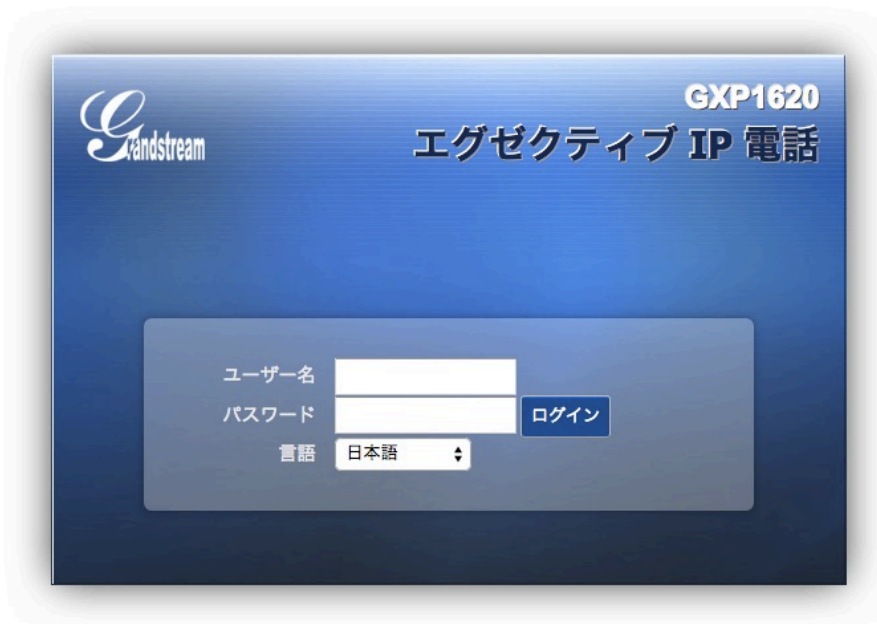 Grandstream
GXP1620
エグゼクティブ IP 電話
ユーザー名
パスワード
ログイン
言語
日本語